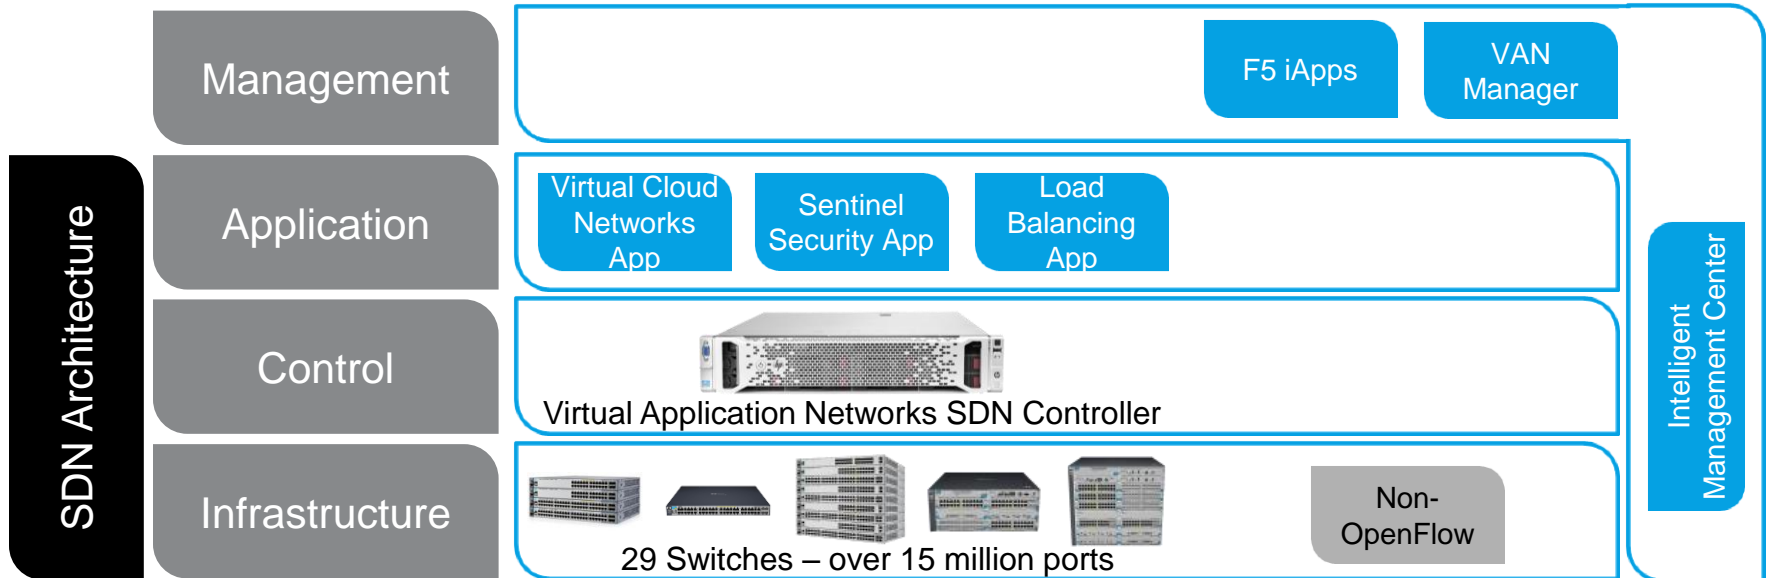 SDN Architecture
Management
F5 iApps
VAN
Manager
Application
Virtual Cloud
Networks
App
Sentinel
Security App
Load
Balancing
App
Control
Virtual Application Networks SDN Controller
Infrastructure
29 Switches – over 15 million ports
Non-
OpenFlow
Intelligent
Management Center